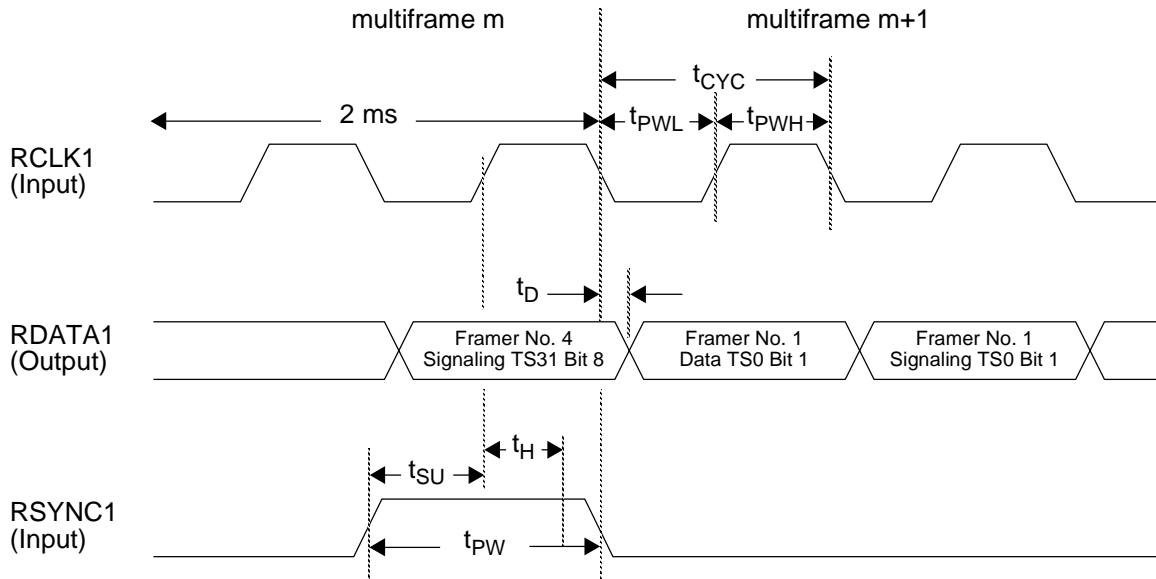 multiframe m
multiframe m+1
tCYC
2 ms
tPWL
tPWH
RCLK1
(Input)
tD
RDATA1
(Output)
Framer No. 4
Signaling TS31 Bit 8
Framer No. 1
Data TS0 Bit 1
Framer No. 1
Signaling TS0 Bit 1
tH
tSU
RSYNC1
(Input)
tPW